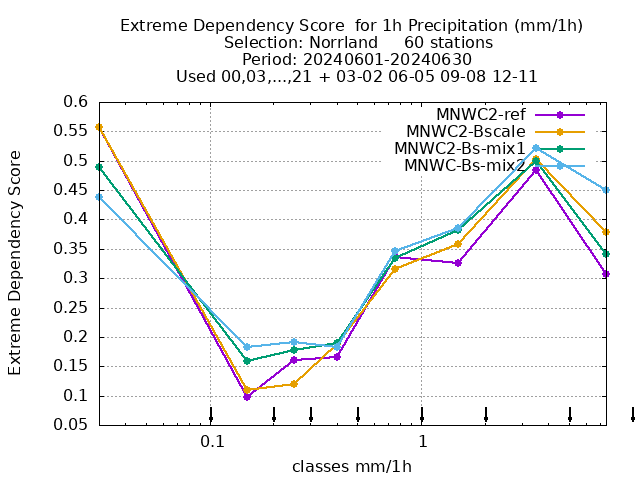 Extreme Dependency Score  for 1h Precipitation (mm/1h)
Selection: Norrland     60 stations
Period: 20240601-20240630
Used 00,03,...,21 + 03-02 06-05 09-08 12-11
MNWC2-ref
MNWC2-Bscale
MNWC2-Bs-mix1
MNWC-Bs-mix2
Extreme Dependency Score
0.6
0.55
0.5
0.45
0.4
0.35
0.3
0.25
0.2
0.15
0.1
0.05
0.1
1
classes mm/1h